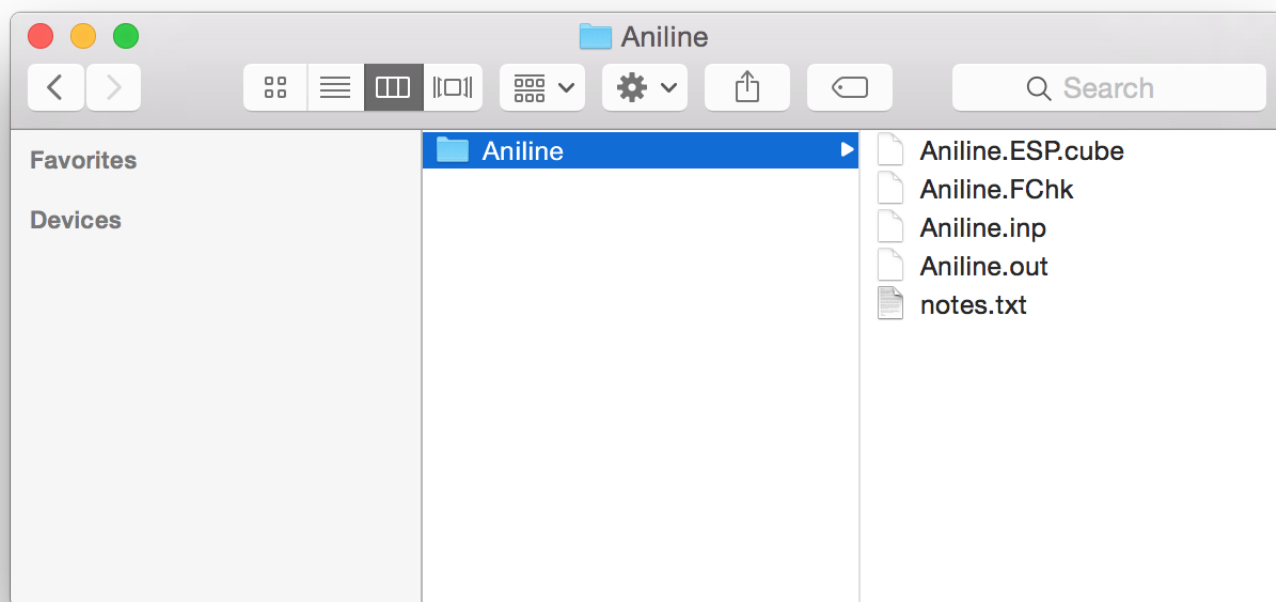 Aniline
Search
Favorites
Devices
Aniline
Aniline.ESP.cube
Aniline.FChk
Aniline.inp
Aniline.out
notes.txt